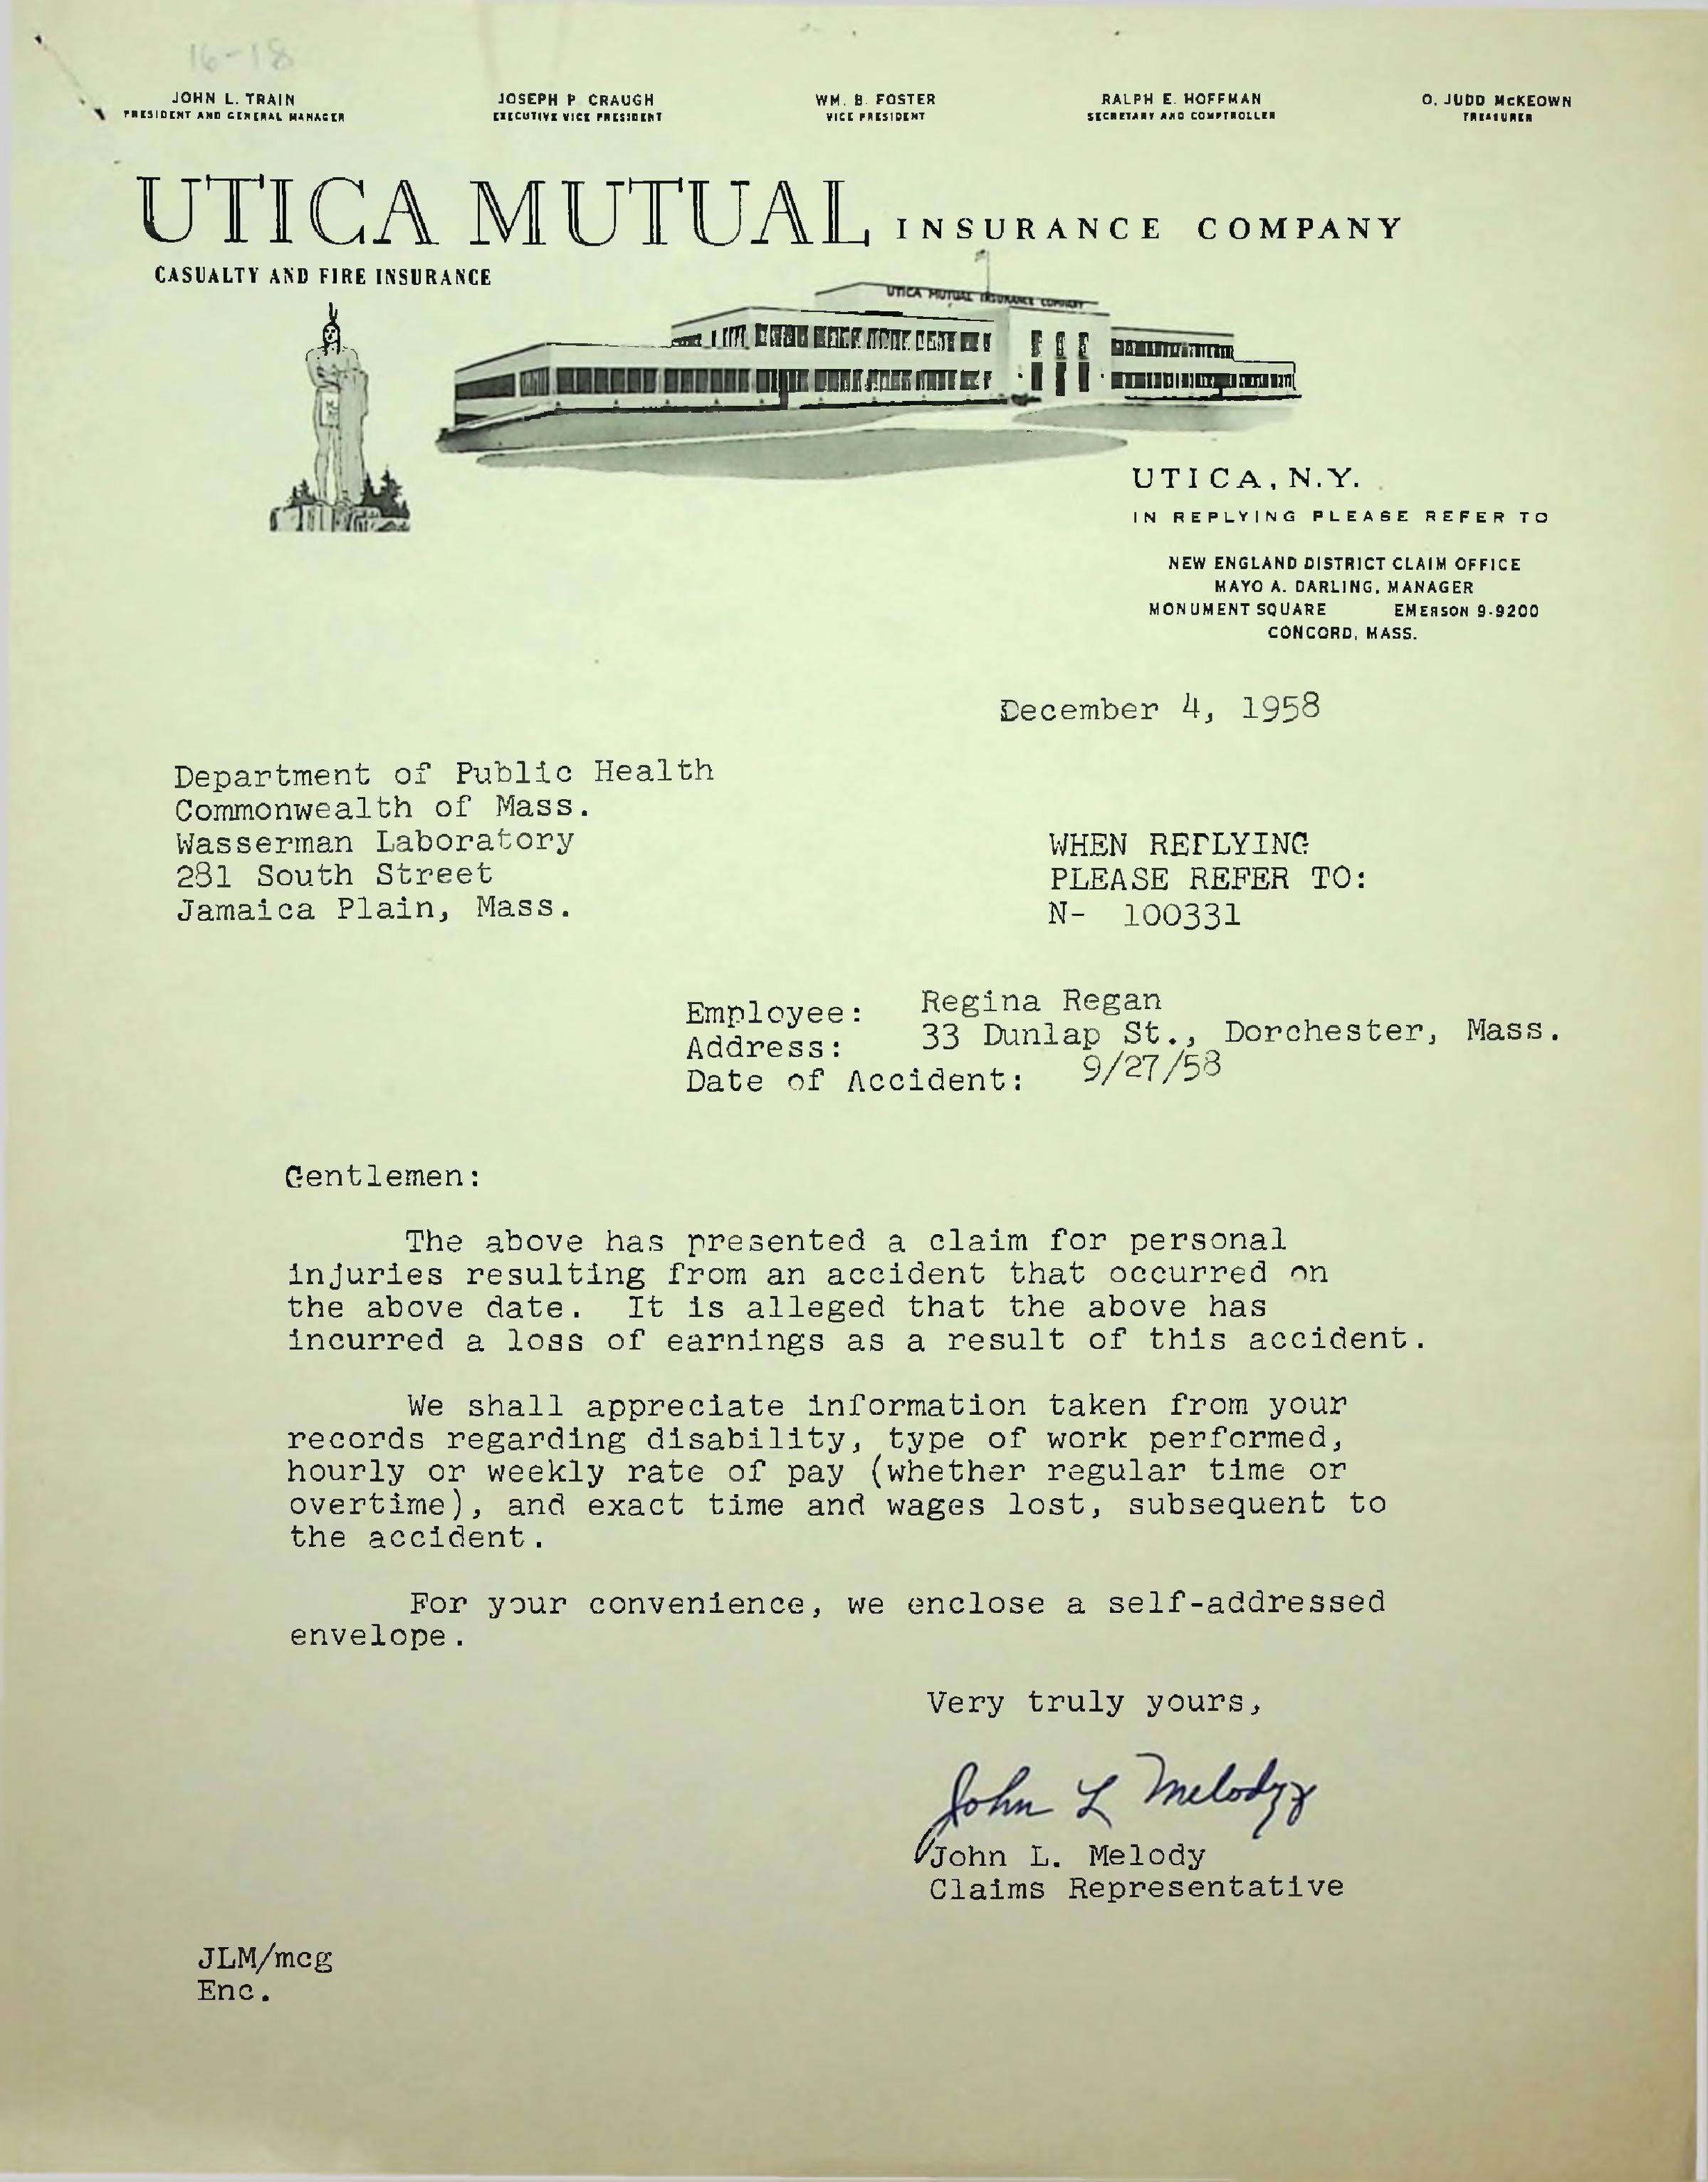 16-18
JOHN L. TRAIN
PRESIDENT AND GENERAL MANAGER
JOSEPH P. CRAUGH
EXECUTIVE VICE PRESIDENT
WM. B. FOSTER
VICE PRESIDENT
RALPH E. HOFFMAN
SECRETARY AND COMPTROLLER
O. JUDD McKEOWN
TREASURER
UTICA MUTUAL INSURANCE COMPANY
CASUALTY AND FIRE INSURANCE
UTICA MUTUAL INSURANCE COMPANY
UTICA, N.Y.
IN REPLYING PLEASE REFER TO
NEW ENGLAND DISTRICT CLAIM OFFICE
MAYO A. DARLING, MANAGER
MONUMENT SQUARE EMERSON 9-9200
CONCORD, MASS.
December 4, 1958
Department of Public Health
Commonwealth of Mass.
Wasserman Laboratory
281 South Street
Jamaica Plain, Mass.
WHEN REPLYING
PLEASE REFER TO:
N- 100331
Employee: Regina Regan
Address: 33 Dunlap St., Dorchester, Mass.
Date of Accident: 9/27/58
Gentlemen:
The above has presented a claim for personal
injuries resulting from an accident that occurred on
the above date. It is alleged that the above has
incurred a loss of earnings as a result of this accident.
We shall appreciate information taken from your
records regarding disability, type of work performed,
hourly or weekly rate of pay (whether regular time or
overtime), and exact time and wages lost, subsequent to
the accident.
For your convenience, we enclose a self-addressed
envelope.
Very truly yours,
John L Melody
John L. Melody
Claims Representative
JLM/mcg
Enc.